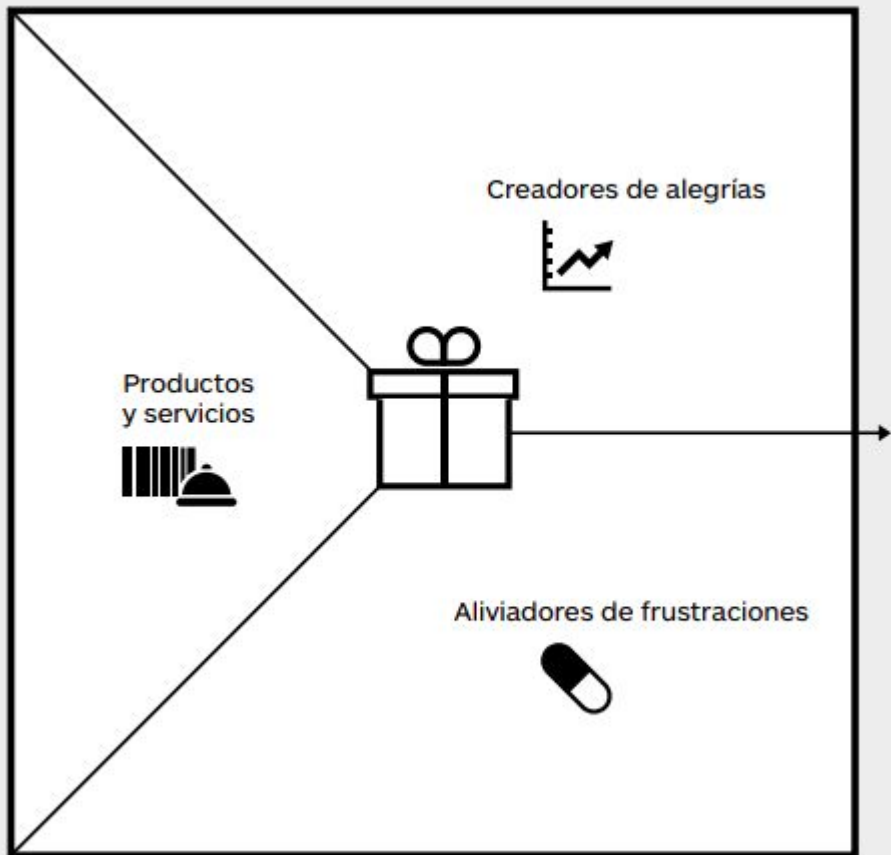 Creadores de alegrías
Productos
y servicios
Aliviadores de frustraciones